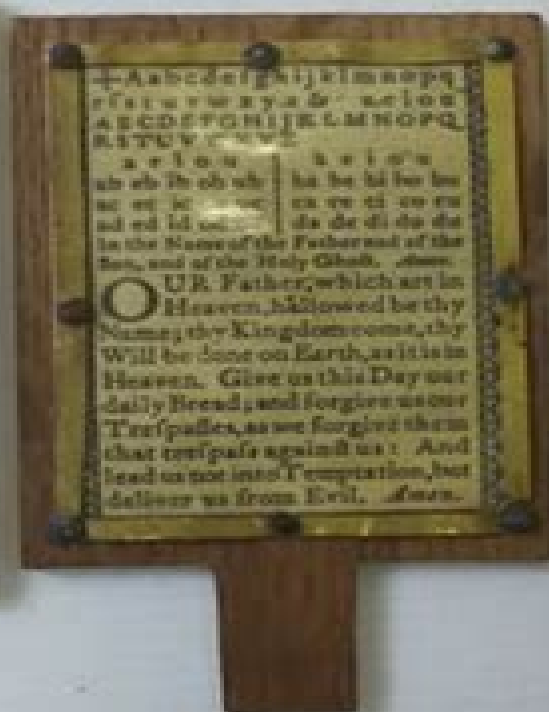 +Aabcdefghijklmnopq
rſstuvwxyz& aeiou
ABCDEFGHIJKLMNOPQ
RSTUVWXYZ
a e i o u | a e i o u
ab eb ib ob ub | ba be bi bo bu
ac ec ic | ca ce ci co cu
ad ed id | da de di do du
In the Name of the Father and of the
Son, and of the Holy Ghoſt. Amen.
OUR Father, which art in
Heaven, hallowed be thy
Name; thy Kingdom come, thy
Will be done on Earth, as it is in
Heaven. Give us this Day our
daily Bread; and forgive us our
Treſpaſſes, as we forgive them
that treſpaſs againſt us: And
lead us not into Temptation, but
deliver us from Evil. Amen.